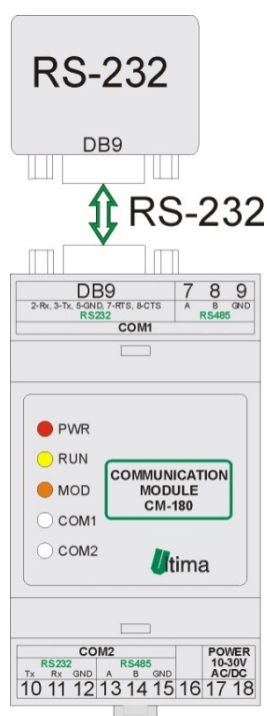 RS-232
DB9
RS-232
DB9 7 8 9
2-Rx, 3-Tx, 5-GND, 7-RTS, 8-CTS A B GND
RS232 RS485
COM1
PWR
RUN
MOD
COM1
COM2
COMMUNICATION
MODULE
CM-180
Ultima
COM2 POWER
RS232 RS485 10-30V
Tx Rx GND A B GND AC/DC
10 11 12 13 14 15 16 17 18